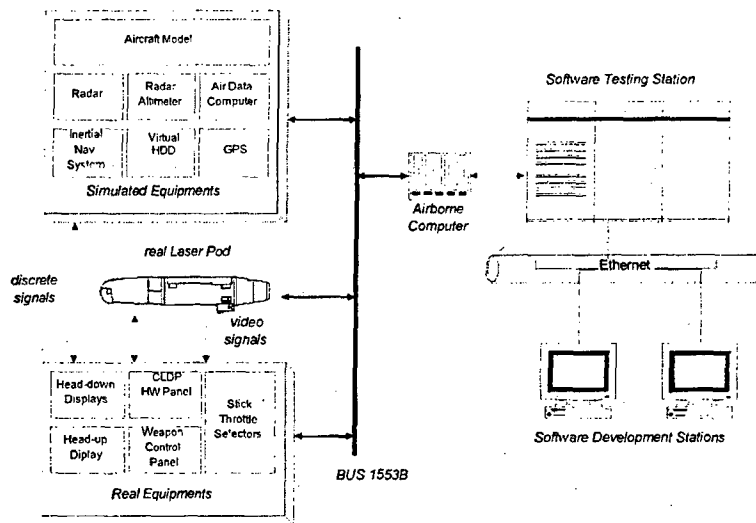 Aircraft Model
Radar
Radar
Altimeter
Air Data
Computer
Inertial
Nav
System
Virtual
HDD
GPS
Simulated Equipments
Software Testing Station
Airborne
Computer
real Laser Pod
discrete
signals
video
signals
Ethernet
Head-down
Displays
CLDP
HW Panel
Stick
Throttle
Selectors
Head-up
Diplay
Weapon
Control
Panel
Real Equipments
BUS 1553B
Software Development Stations